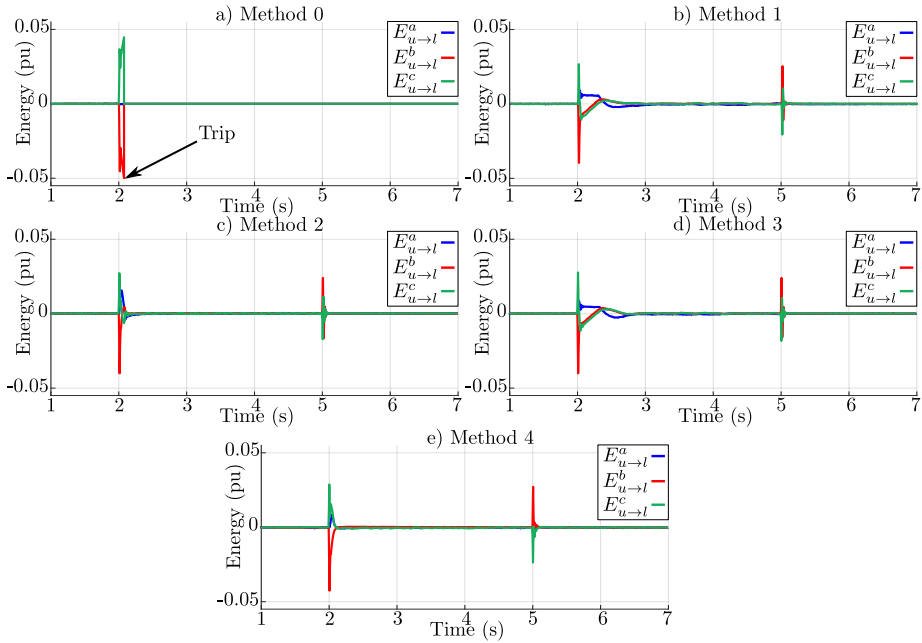 a) Method 0
0.05
0
-0.05
Energy (pu)
E^a_{u→l}
E^b_{u→l}
E^c_{u→l}
Trip
1 2 3 4 5 6 7
Time (s)
b) Method 1
0.05
0
-0.05
Energy (pu)
E^a_{u→l}
E^b_{u→l}
E^c_{u→l}
1 2 3 4 5 6 7
Time (s)
c) Method 2
0.05
0
-0.05
Energy (pu)
E^a_{u→l}
E^b_{u→l}
E^c_{u→l}
1 2 3 4 5 6 7
Time (s)
d) Method 3
0.05
0
-0.05
Energy (pu)
E^a_{u→l}
E^b_{u→l}
E^c_{u→l}
1 2 3 4 5 6 7
Time (s)
e) Method 4
0.05
0
-0.05
Energy (pu)
E^a_{u→l}
E^b_{u→l}
E^c_{u→l}
1 2 3 4 5 6 7
Time (s)